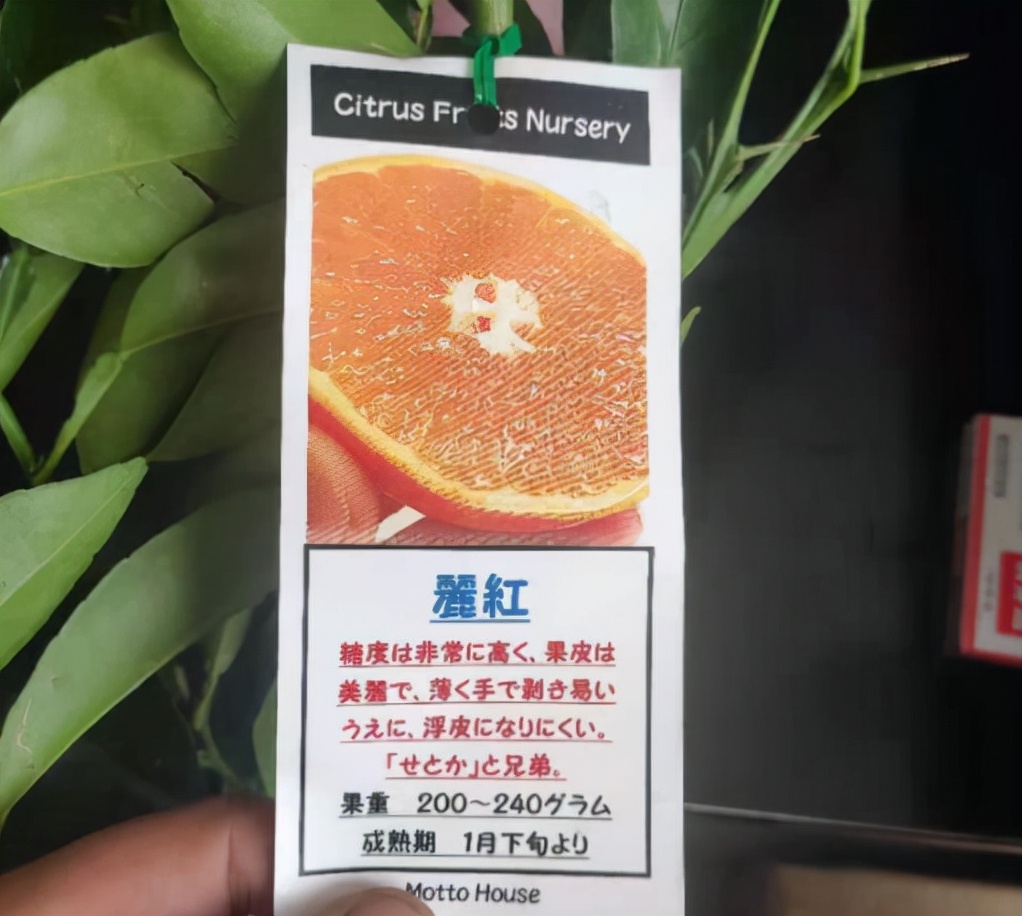 Citrus Fruits Nursery
麗紅
糖度は非常に高く、果皮は
美麗で、薄く手で剥き易い
うえに、浮皮になりにくい。
「せとか」と兄弟。
果重　200〜240グラム
成熟期　1月下旬より
Motto House